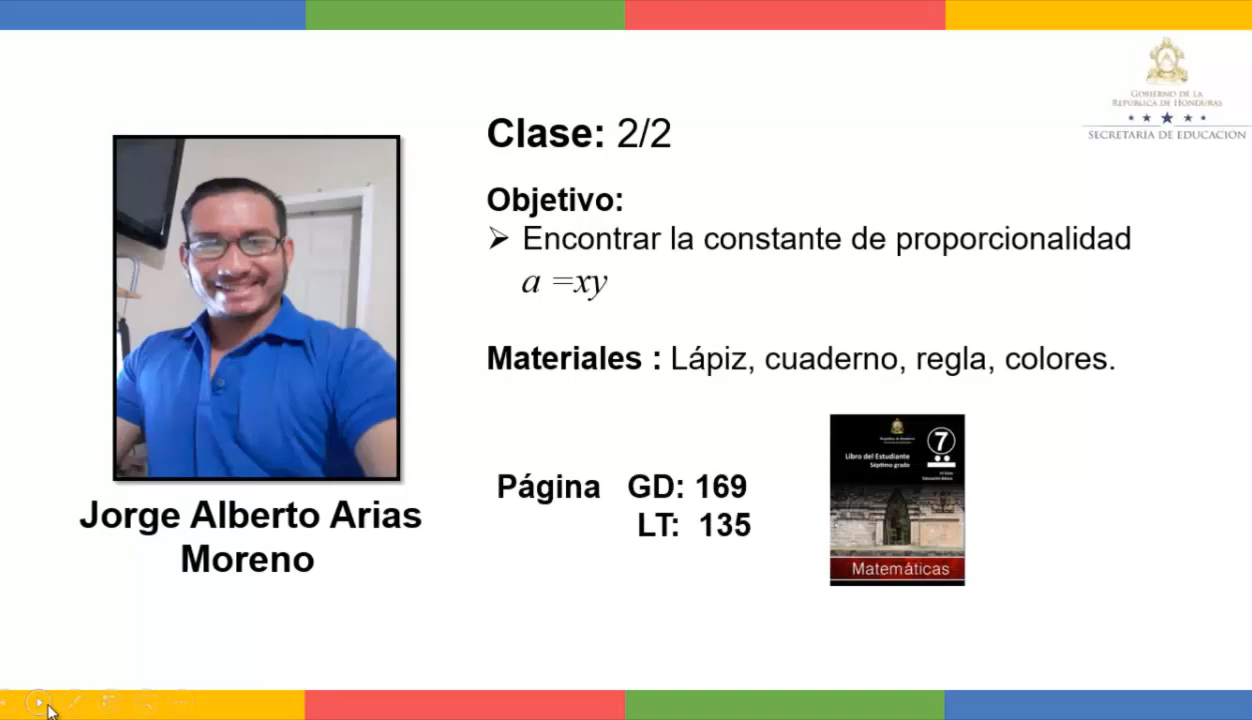 GOBIERNO DE LA
REPÚBLICA DE HONDURAS
SECRETARÍA DE EDUCACIÓN
Clase: 2/2
Objetivo:
➢ Encontrar la constante de proporcionalidad
a =xy
Materiales : Lápiz, cuaderno, regla, colores.
Página GD: 169
LT: 135
Jorge Alberto Arias
Moreno
7
Libro del Estudiante
Séptimo grado
Matemáticas